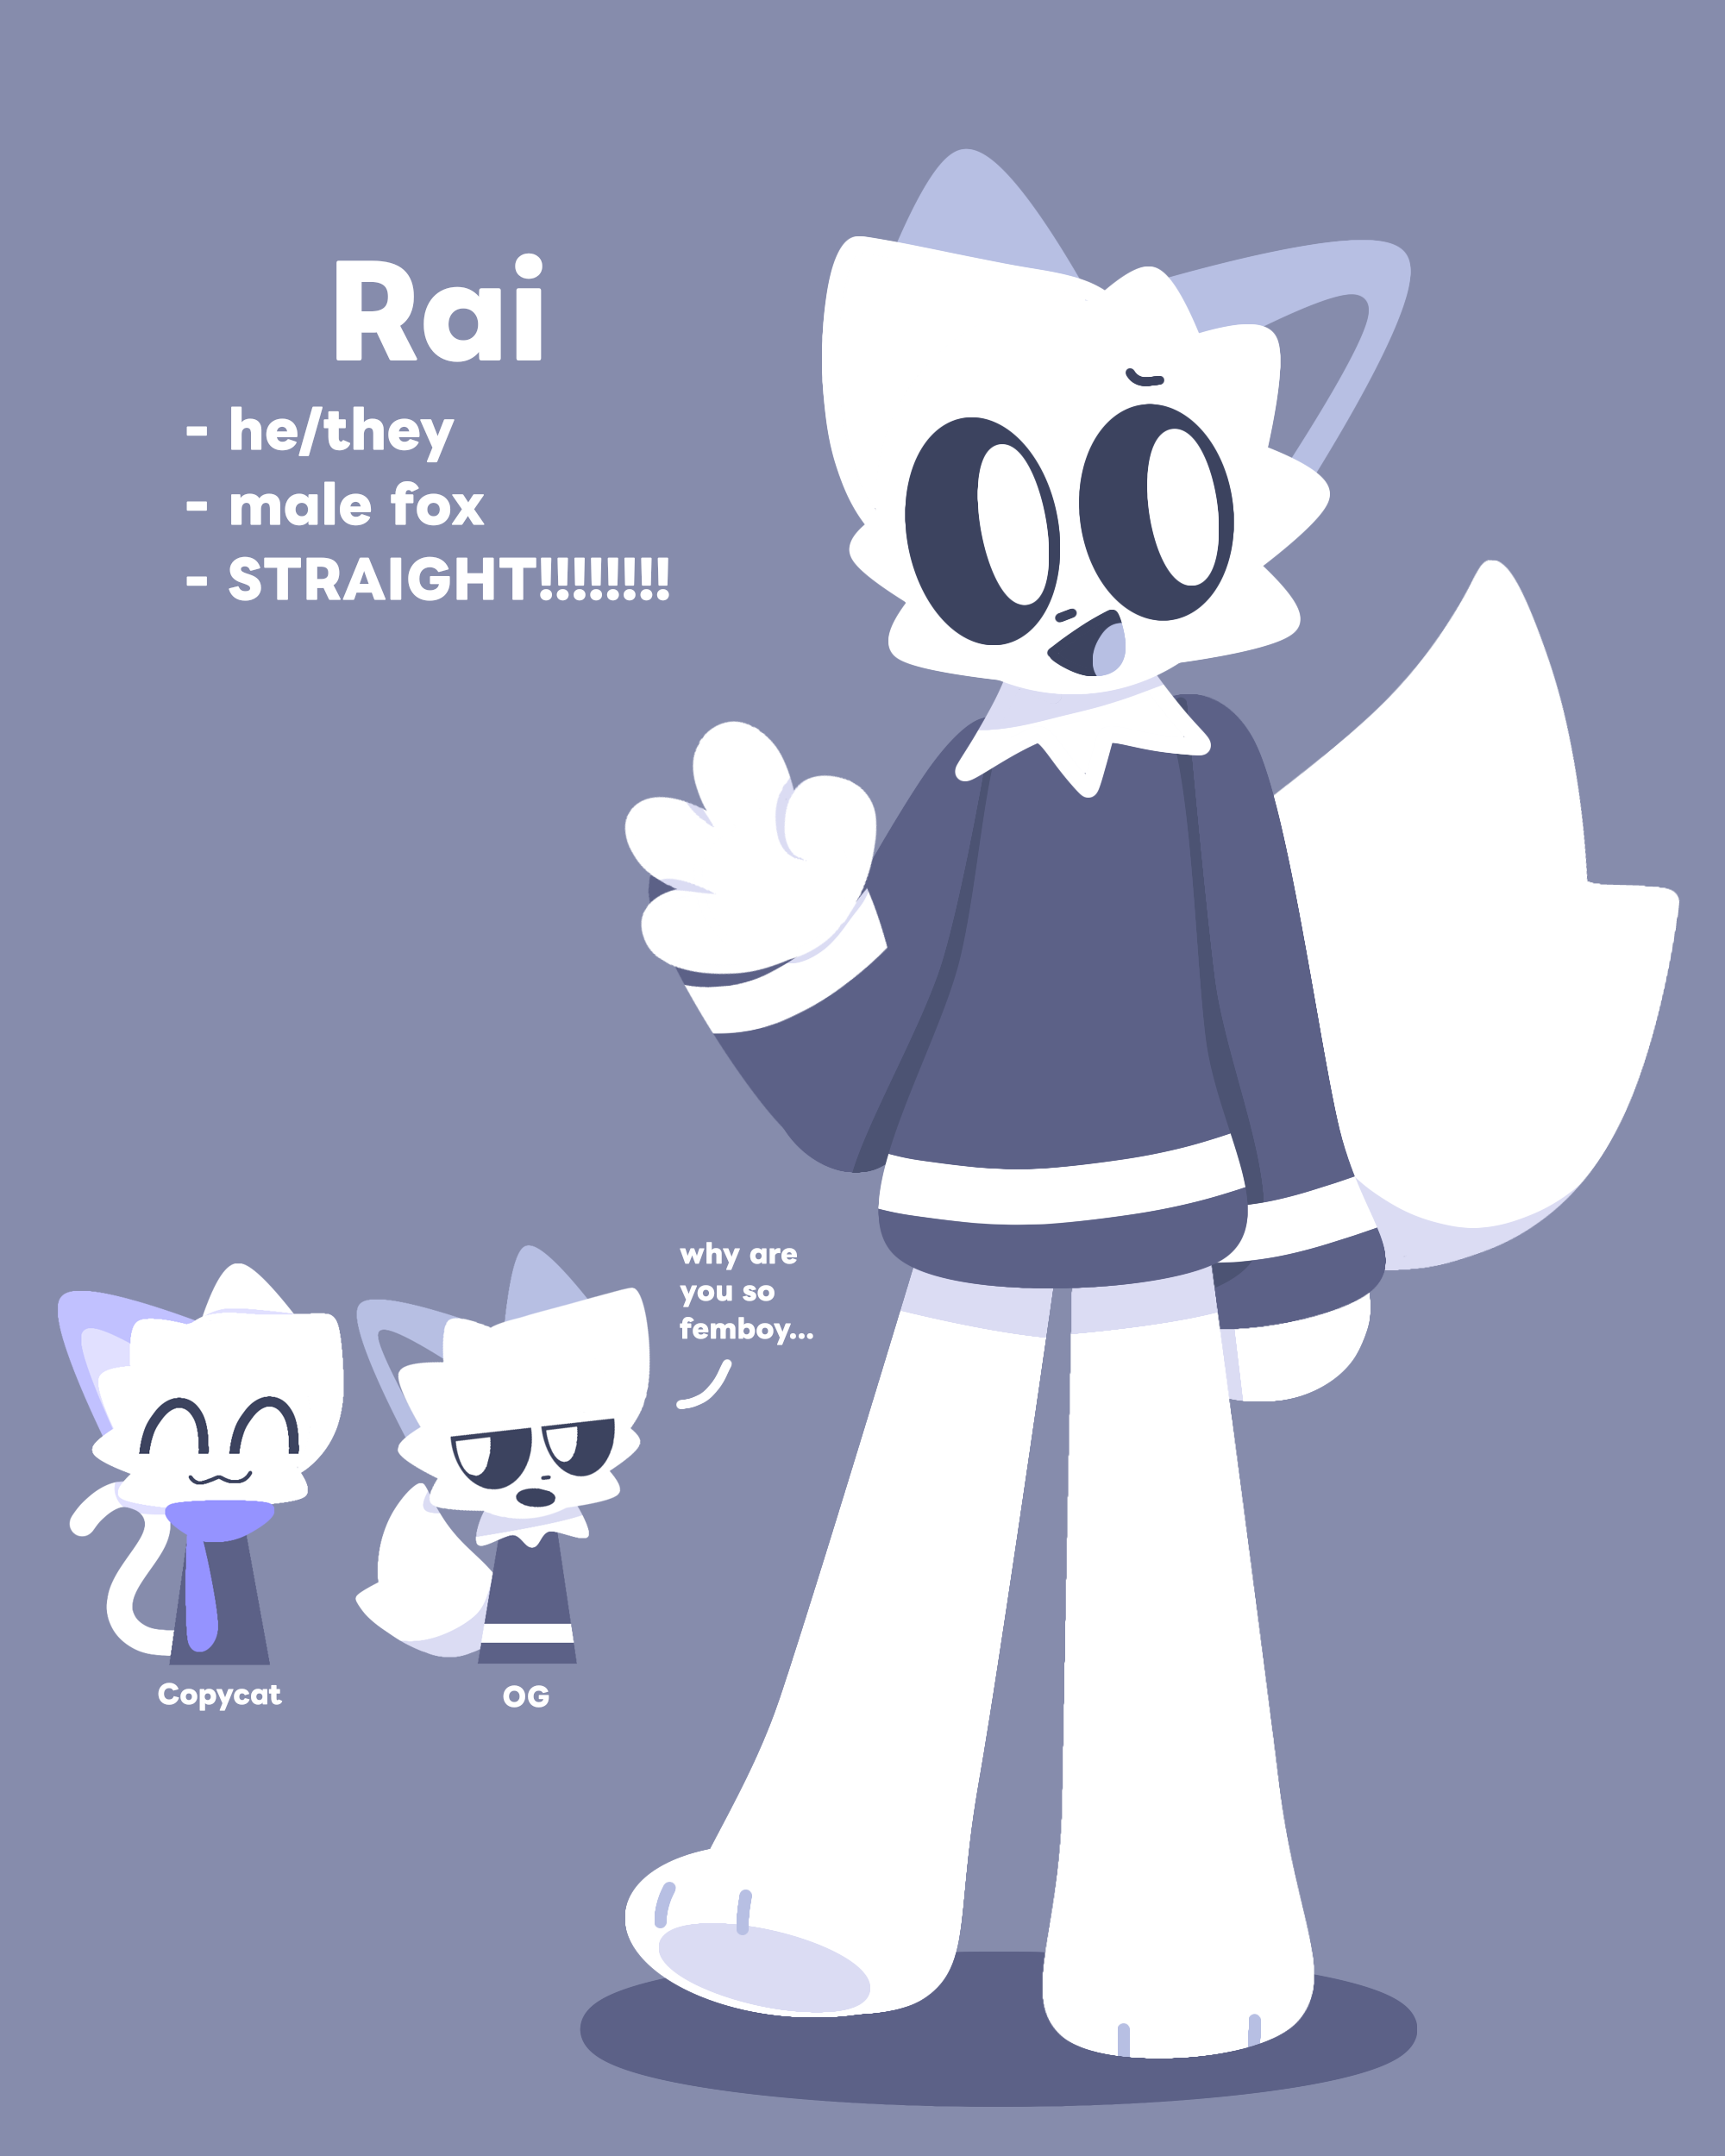 Rai
- he/they
- male fox
- STRAIGHT!!!!!!!!
why are
you so
femboy...
Copycat
OG